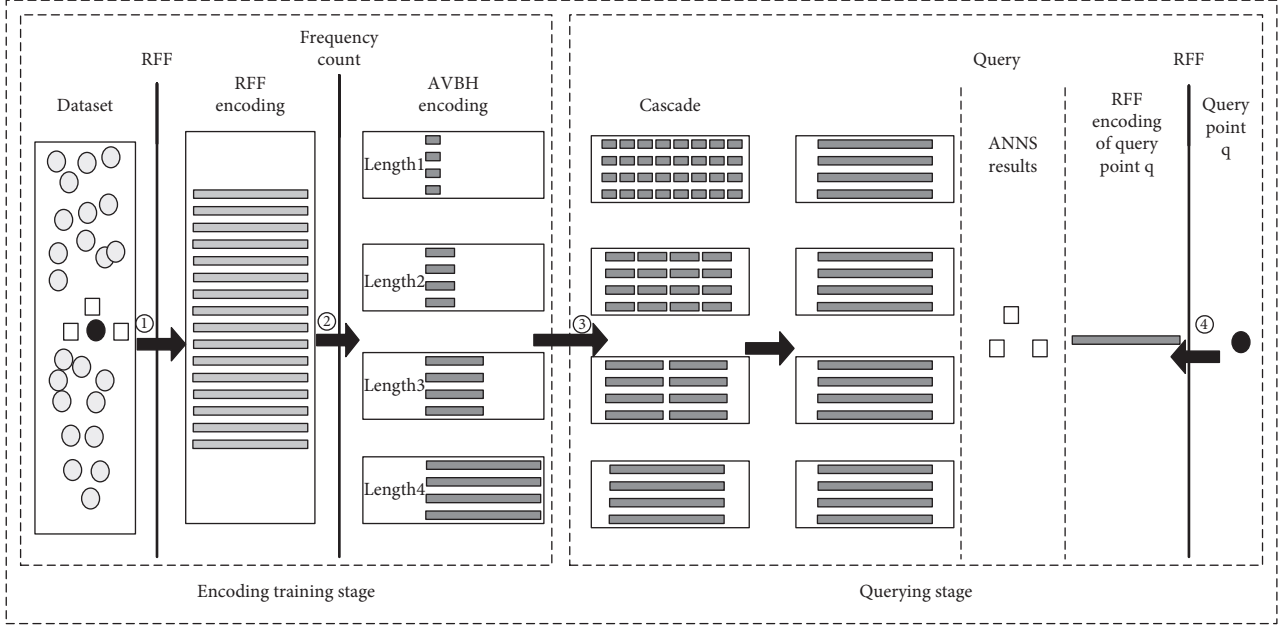 Dataset
RFF
RFF
encoding
Frequency
count
AVBH
encoding
Length1
Length2
Length3
Length4
①
②
Encoding training stage
Cascade
③
Query
ANNS
results
RFF
encoding
of query
point q
RFF
Query
point
q
④
Querying stage